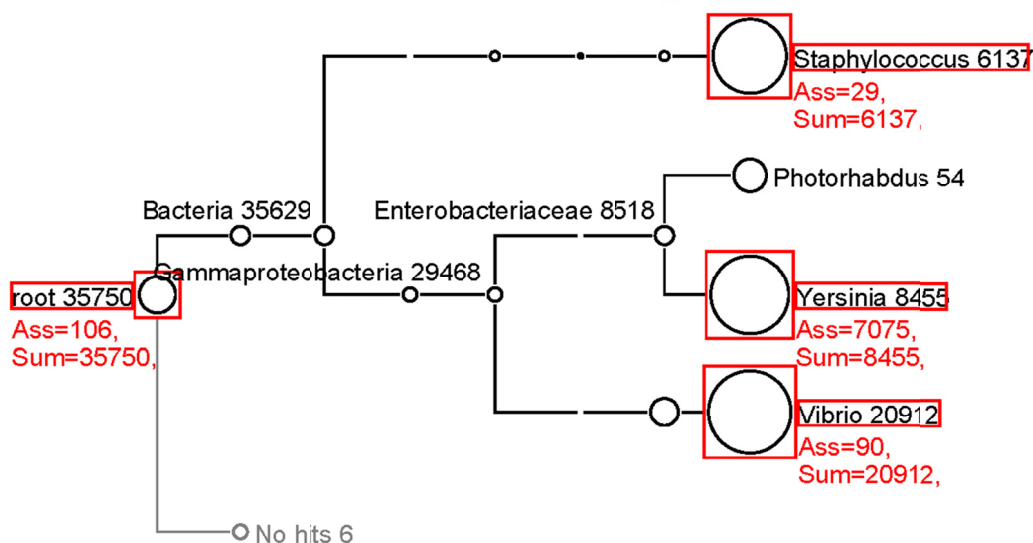 Staphylococcus 6137
Ass=29,
Sum=6137,
Photorhabdus 54
Bacteria 35629
Enterobacteriaceae 8518
Gammaproteobacteria 29468
root 35750
Ass=106,
Sum=35750,
Yersinia 8455
Ass=7075,
Sum=8455,
Vibrio 20912
Ass=90,
Sum=20912,
No hits 6